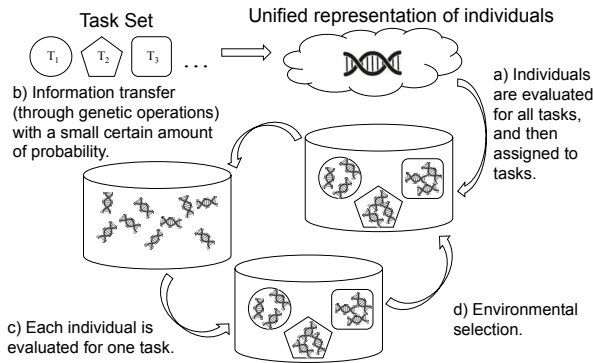 Task Set
Unified representation of individuals
T1
T2
T3
...
a) Individuals
are evaluated
for all tasks,
and then
assigned to
tasks.
b) Information transfer
(through genetic operations)
with a small certain amount
of probability.
c) Each individual is
evaluated for one task.
d) Environmental
selection.